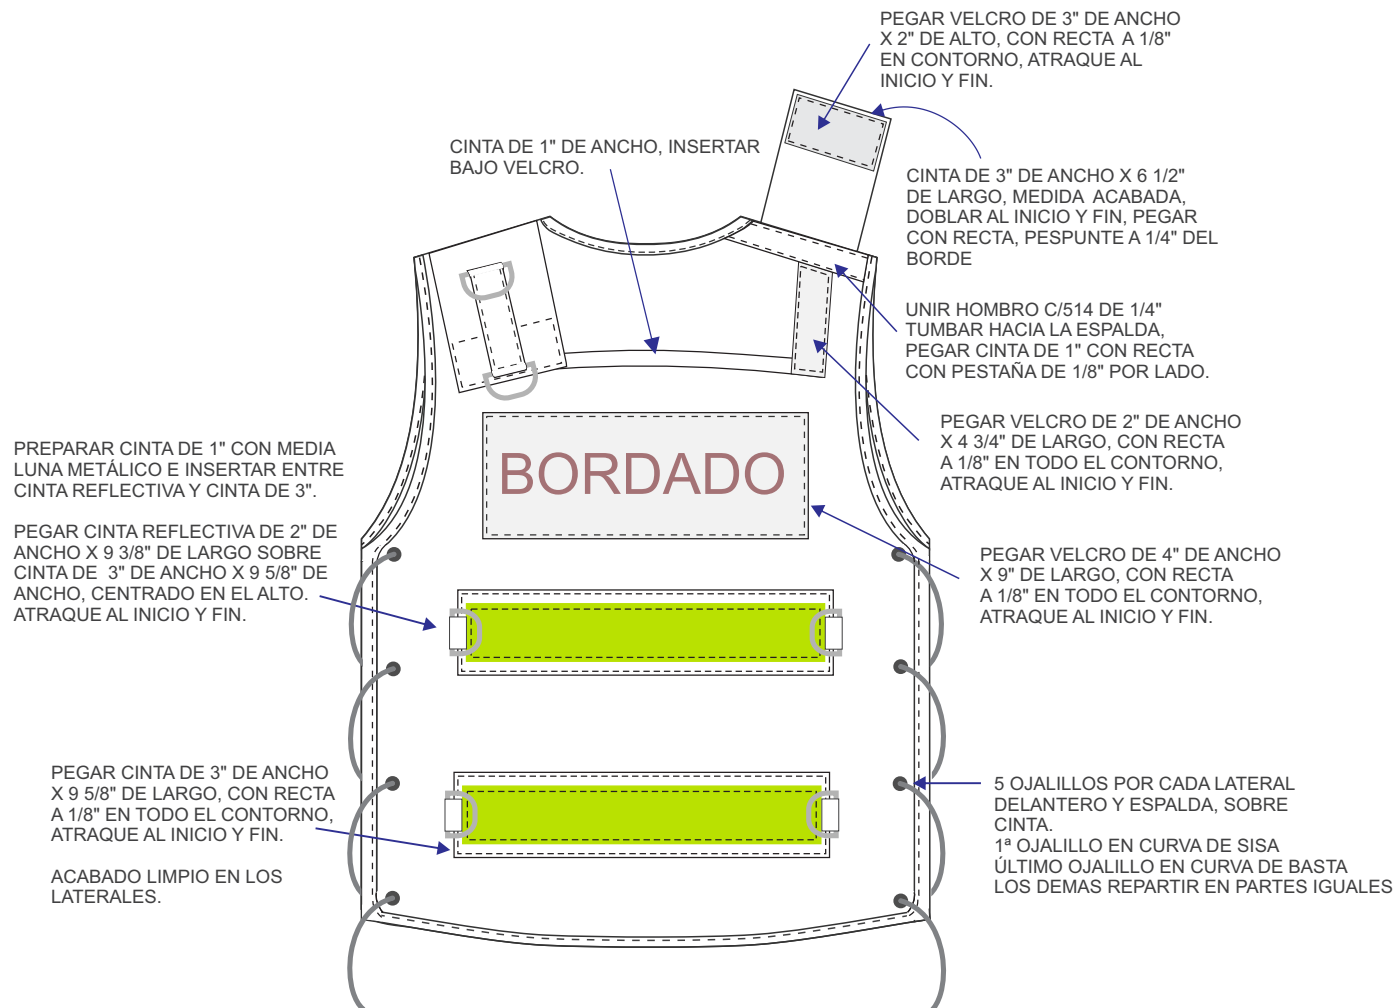 PEGAR VELCRO DE 3" DE ANCHO
X 2" DE ALTO, CON RECTA A 1/8"
EN CONTORNO, ATRAQUE AL
INICIO Y FIN.
CINTA DE 1" DE ANCHO, INSERTAR
BAJO VELCRO.
CINTA DE 3" DE ANCHO X 6 1/2"
DE LARGO, MEDIDA ACABADA,
DOBLAR AL INICIO Y FIN, PEGAR
CON RECTA, PESPUNTE A 1/4" DEL
BORDE
UNIR HOMBRO C/514 DE 1/4"
TUMBAR HACIA LA ESPALDA,
PEGAR CINTA DE 1" CON RECTA
CON PESTAÑA DE 1/8" POR LADO.
PEGAR VELCRO DE 2" DE ANCHO
X 4 3/4" DE LARGO, CON RECTA
A 1/8" EN TODO EL CONTORNO,
ATRAQUE AL INICIO Y FIN.
PREPARAR CINTA DE 1" CON MEDIA
LUNA METÁLICO E INSERTAR ENTRE
CINTA REFLECTIVA Y CINTA DE 3".
BORDADO
PEGAR CINTA REFLECTIVA DE 2" DE
ANCHO X 9 3/8" DE LARGO SOBRE
CINTA DE 3" DE ANCHO X 9 5/8" DE
ANCHO, CENTRADO EN EL ALTO.
ATRAQUE AL INICIO Y FIN.
PEGAR VELCRO DE 4" DE ANCHO
X 9" DE LARGO, CON RECTA
A 1/8" EN TODO EL CONTORNO,
ATRAQUE AL INICIO Y FIN.
PEGAR CINTA DE 3" DE ANCHO
X 9 5/8" DE LARGO, CON RECTA
A 1/8" EN TODO EL CONTORNO,
ATRAQUE AL INICIO Y FIN.
ACABADO LIMPIO EN LOS
LATERALES.
5 OJALILLOS POR CADA LATERAL
DELANTERO Y ESPALDA, SOBRE
CINTA.
1ª OJALILLO EN CURVA DE SISA
ÚLTIMO OJALILLO EN CURVA DE BASTA
LOS DEMAS REPARTIR EN PARTES IGUALES